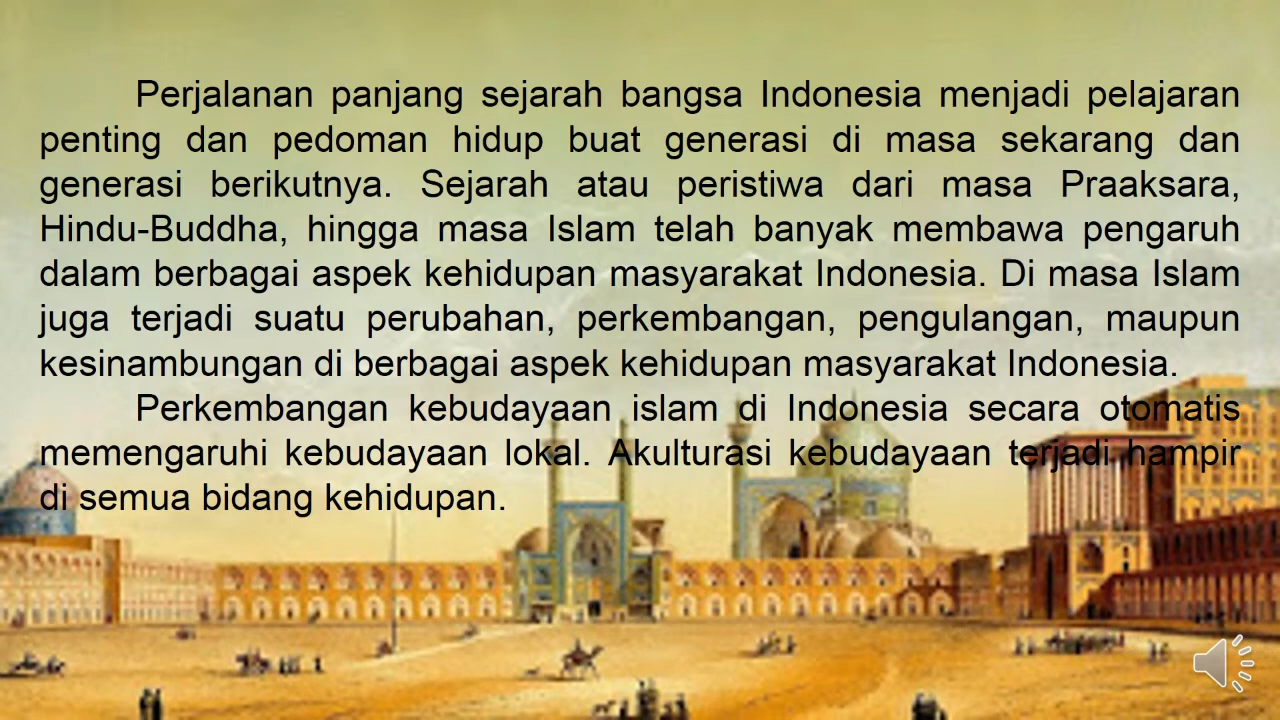 Perjalanan panjang sejarah bangsa Indonesia menjadi pelajaran
penting dan pedoman hidup buat generasi di masa sekarang dan
generasi berikutnya. Sejarah atau peristiwa dari masa Praaksara,
Hindu-Buddha, hingga masa Islam telah banyak membawa pengaruh
dalam berbagai aspek kehidupan masyarakat Indonesia. Di masa Islam
juga terjadi suatu perubahan, perkembangan, pengulangan, maupun
kesinambungan di berbagai aspek kehidupan masyarakat Indonesia.
Perkembangan kebudayaan islam di Indonesia secara otomatis
memengaruhi kebudayaan lokal. Akulturasi kebudayaan terjadi hampir
di semua bidang kehidupan.